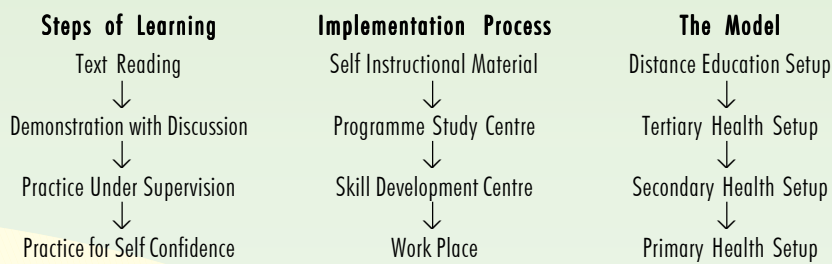 Steps of Learning
Text Reading
Demonstration with Discussion
Practice Under Supervision
Practice for Self Confidence
Implementation Process
Self Instructional Material
Programme Study Centre
Skill Development Centre
Work Place
The Model
Distance Education Setup
Tertiary Health Setup
Secondary Health Setup
Primary Health Setup